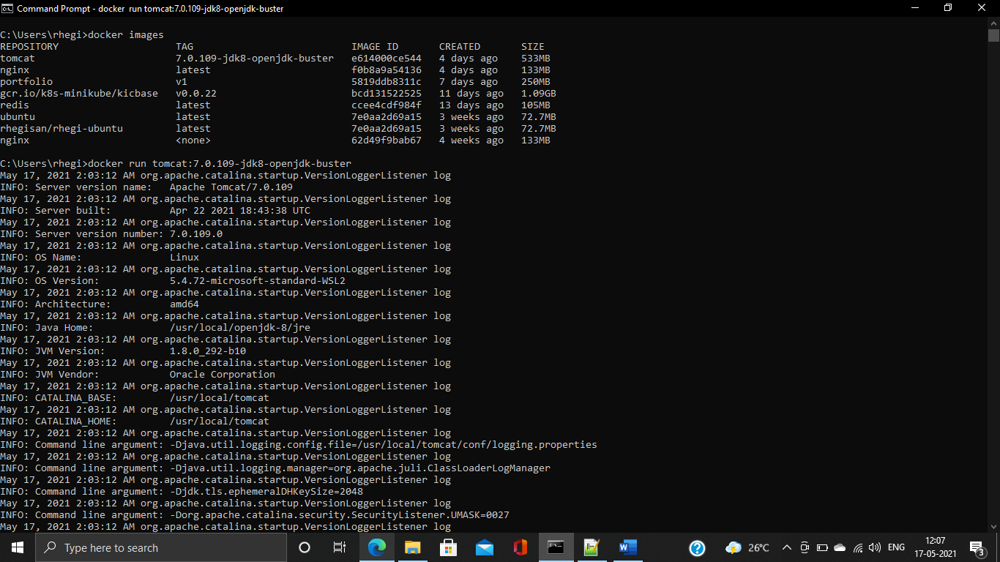 Command Prompt - docker  run tomcat:7.0.109-jdk8-openjdk-buster
C:\Users\rhegi>docker images
REPOSITORY                    TAG                           IMAGE ID       CREATED       SIZE
tomcat                        7.0.109-jdk8-openjdk-buster   e614000ce544   4 days ago    533MB
nginx                         latest                        f0b8a9a54136   4 days ago    133MB
portfolio                     v1                            5819ddb8311c   7 days ago    250MB
gcr.io/k8s-minikube/kicbase   v0.0.22                       bcd131522525   11 days ago   1.09GB
redis                         latest                        ccee4cdf984f   13 days ago   105MB
ubuntu                        latest                        7e0aa2d69a15   3 weeks ago   72.7MB
rhegisan/rhegi-ubuntu         latest                        7e0aa2d69a15   3 weeks ago   72.7MB
nginx                         <none>                        62d49f9bab67   4 weeks ago   133MB
C:\Users\rhegi>docker run tomcat:7.0.109-jdk8-openjdk-buster
May 17, 2021 2:03:12 AM org.apache.catalina.startup.VersionLoggerListener log
INFO: Server version name:   Apache Tomcat/7.0.109
May 17, 2021 2:03:12 AM org.apache.catalina.startup.VersionLoggerListener log
INFO: Server built:          Apr 22 2021 18:43:38 UTC
May 17, 2021 2:03:12 AM org.apache.catalina.startup.VersionLoggerListener log
INFO: Server version number: 7.0.109.0
May 17, 2021 2:03:12 AM org.apache.catalina.startup.VersionLoggerListener log
INFO: OS Name:               Linux
May 17, 2021 2:03:12 AM org.apache.catalina.startup.VersionLoggerListener log
INFO: OS Version:            5.4.72-microsoft-standard-WSL2
May 17, 2021 2:03:12 AM org.apache.catalina.startup.VersionLoggerListener log
INFO: Architecture:          amd64
May 17, 2021 2:03:12 AM org.apache.catalina.startup.VersionLoggerListener log
INFO: Java Home:             /usr/local/openjdk-8/jre
May 17, 2021 2:03:12 AM org.apache.catalina.startup.VersionLoggerListener log
INFO: JVM Version:           1.8.0_292-b10
May 17, 2021 2:03:12 AM org.apache.catalina.startup.VersionLoggerListener log
INFO: JVM Vendor:            Oracle Corporation
May 17, 2021 2:03:12 AM org.apache.catalina.startup.VersionLoggerListener log
INFO: CATALINA_BASE:         /usr/local/tomcat
May 17, 2021 2:03:12 AM org.apache.catalina.startup.VersionLoggerListener log
INFO: CATALINA_HOME:         /usr/local/tomcat
May 17, 2021 2:03:12 AM org.apache.catalina.startup.VersionLoggerListener log
INFO: Command line argument: -Djava.util.logging.config.file=/usr/local/tomcat/conf/logging.properties
May 17, 2021 2:03:12 AM org.apache.catalina.startup.VersionLoggerListener log
INFO: Command line argument: -Djava.util.logging.manager=org.apache.juli.ClassLoaderLogManager
May 17, 2021 2:03:12 AM org.apache.catalina.startup.VersionLoggerListener log
INFO: Command line argument: -Djdk.tls.ephemeralDHKeySize=2048
May 17, 2021 2:03:12 AM org.apache.catalina.startup.VersionLoggerListener log
INFO: Command line argument: -Dorg.apache.catalina.security.SecurityListener.UMASK=0027
May 17, 2021 2:03:12 AM org.apache.catalina.startup.VersionLoggerListener log
Type here to search
26°C
ENG
12:07
17-05-2021
3